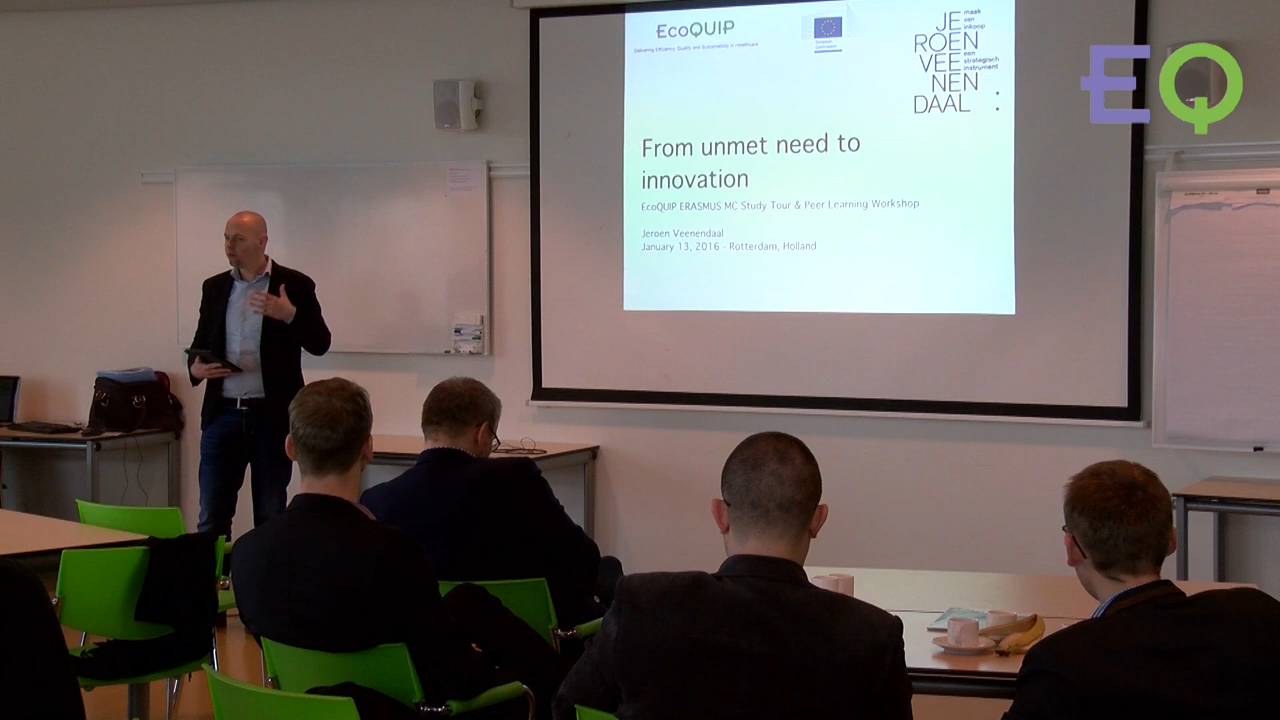 EcoQUIP
Delivering Efficiency, Quality and Sustainability in Healthcare
European
Commission
JE
ROEN
VEE
NEN
DAAL :
maak
van
inkoop
een
strategisch
instrument
EQ
From unmet need to
innovation
EcoQUIP ERASMUS MC Study Tour & Peer Learning Workshop
Jeroen Veenendaal
January 13, 2016 - Rotterdam, Holland